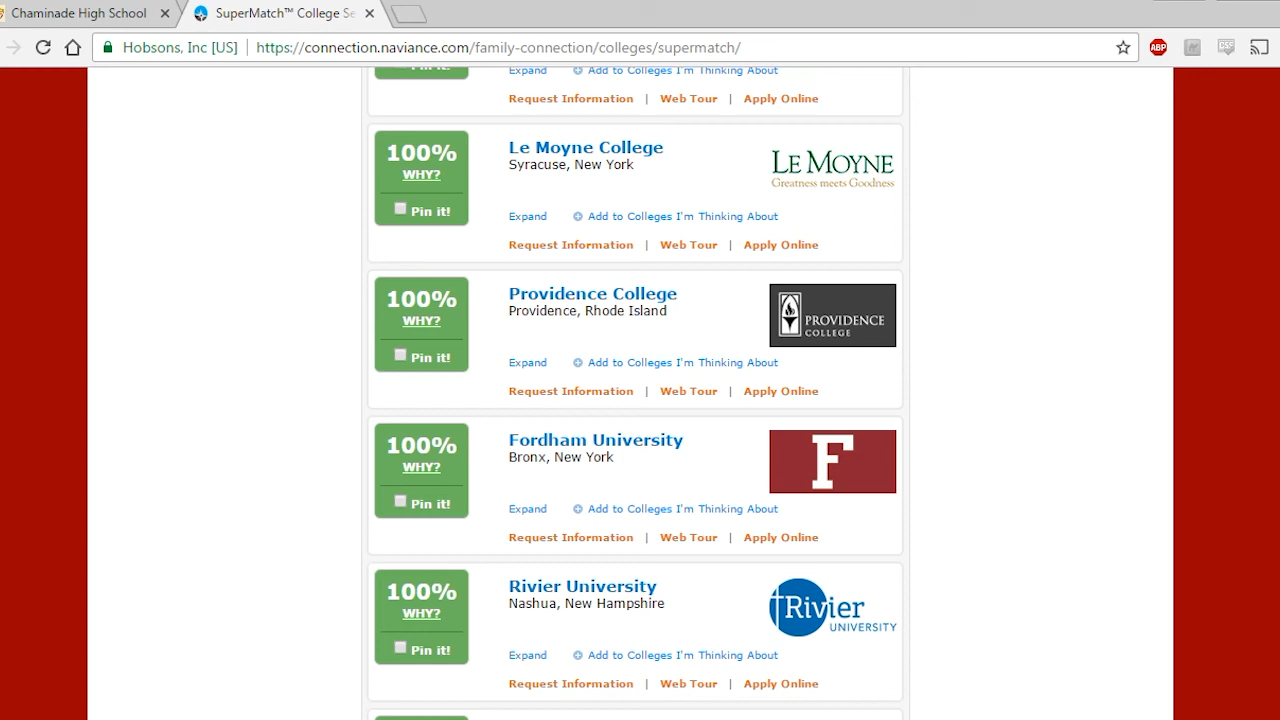 Chaminade High School
SuperMatch™ College Se
Hobsons, Inc [US] | https://connection.naviance.com/family-connection/colleges/supermatch/
ABP
CSS
Expand Add to Colleges I'm Thinking About
Request Information | Web Tour | Apply Online
100%
WHY?
Pin it!
Le Moyne College
Syracuse, New York
LE MOYNE
Greatness meets Goodness
Expand Add to Colleges I'm Thinking About
Request Information | Web Tour | Apply Online
100%
WHY?
Pin it!
Providence College
Providence, Rhode Island
PROVIDENCE
COLLEGE
Expand Add to Colleges I'm Thinking About
Request Information | Web Tour | Apply Online
100%
WHY?
Pin it!
Fordham University
Bronx, New York
F
Expand Add to Colleges I'm Thinking About
Request Information | Web Tour | Apply Online
100%
WHY?
Pin it!
Rivier University
Nashua, New Hampshire
Rivier
UNIVERSITY
Expand Add to Colleges I'm Thinking About
Request Information | Web Tour | Apply Online